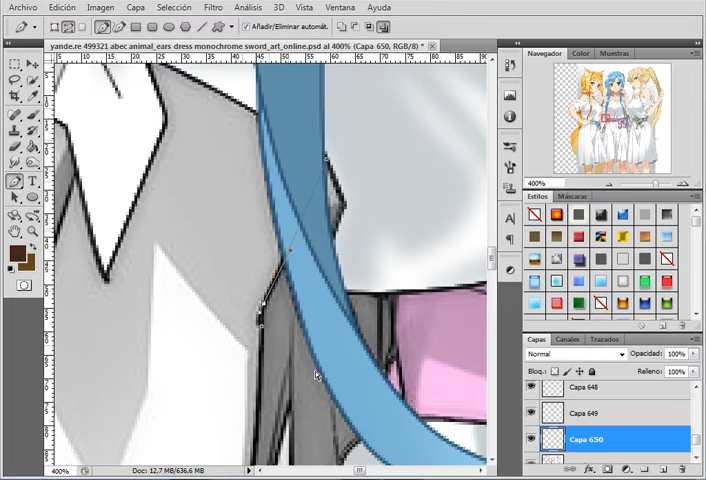 Archivo Edición Imagen Capa Selección Filtro Análisis 3D Vista Ventana Ayuda
Añadir/Eliminar automát.
yande.re 499321 abec animal_ears dress monochrome sword_art_online.psd al 400% (Capa 650, RGB/8) *
Navegador Color Muestras
400%
Estilos Máscaras
Capas Canales Trazados
Normal Opacidad: 100%
Bloq.: Relleno: 100%
Capa 648
Capa 649
Capa 650
400% Doc: 12,7 MB/636,6 MB